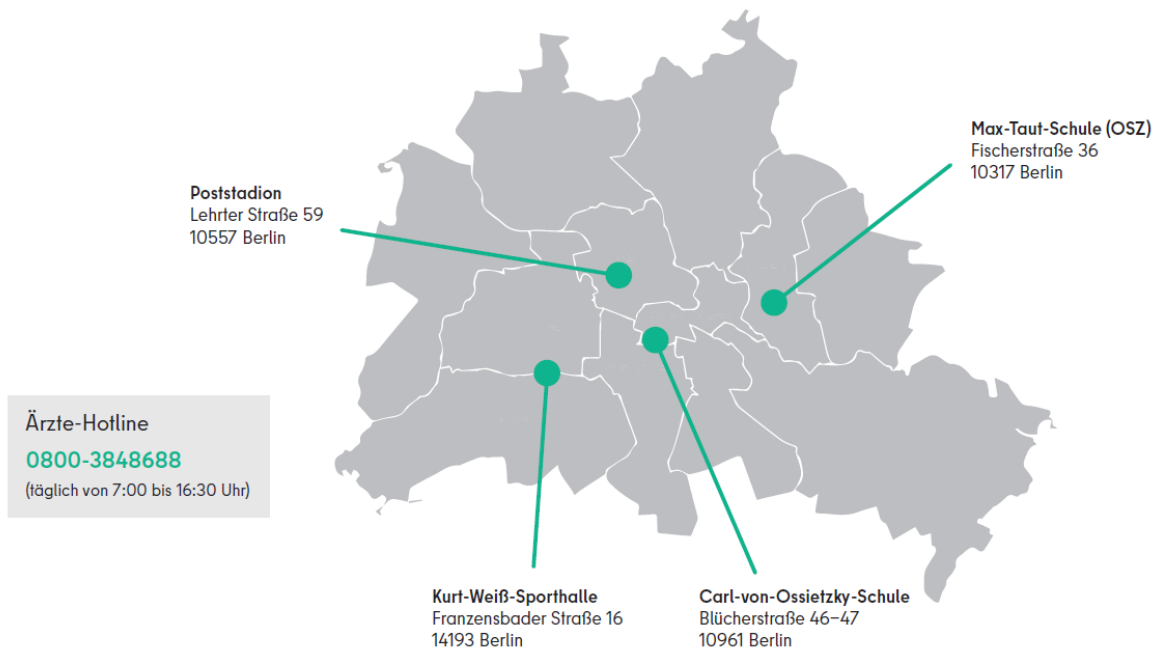 Max-Taut-Schule (OSZ)
Fischerstraße 36
10317 Berlin
Poststadion
Lehrter Straße 59
10557 Berlin
Ärzte-Hotline
0800-3848688
(täglich von 7:00 bis 16:30 Uhr)
Kurt-Weiß-Sporthalle
Franzensbader Straße 16
14193 Berlin
Carl-von-Ossietzky-Schule
Blücherstraße 46–47
10961 Berlin